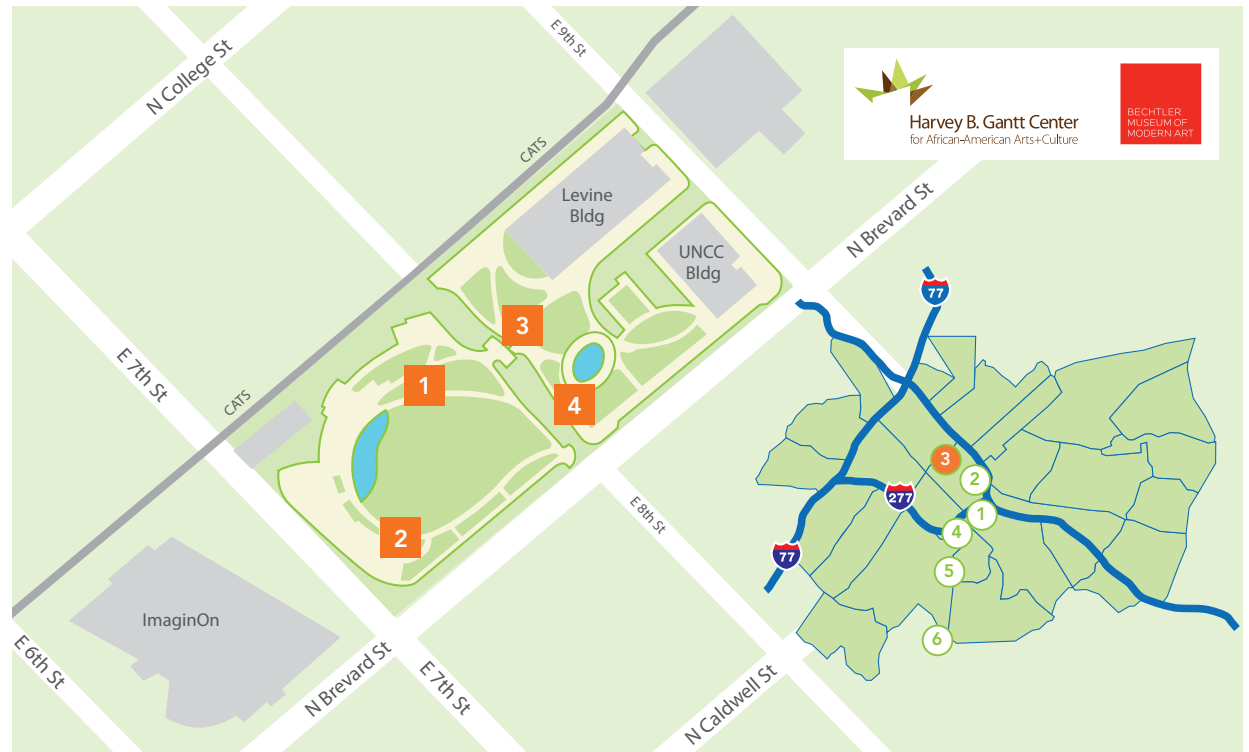 E 9th St
N College St
CATS
Harvey B. Gantt Center
for African-American Arts+Culture
BECHTLER
MUSEUM OF
MODERN ART
Levine
Bldg
UNCC
Bldg
N Brevard St
77
3
1
4
2
E 7th St
CATS
E 8th St
3
2
277
1
4
77
5
6
ImaginOn
E 6th St
N Brevard St
E 7th St
N Caldwell St